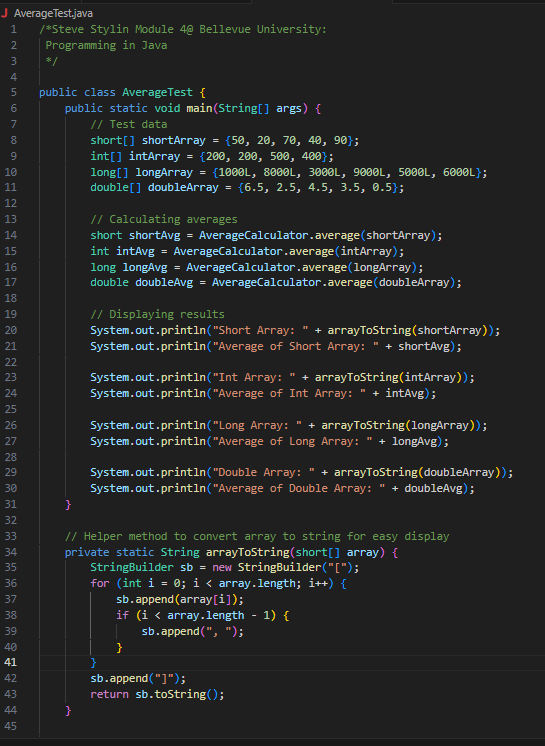 J AverageTest.java
1 /*Steve Stylin Module 4@ Bellevue University:
2 Programming in Java
3 */
4
5 public class AverageTest {
6     public static void main(String[] args) {
7         // Test data
8         short[] shortArray = {50, 20, 70, 40, 90};
9         int[] intArray = {200, 200, 500, 400};
10         long[] longArray = {1000L, 8000L, 3000L, 9000L, 5000L, 6000L};
11         double[] doubleArray = {6.5, 2.5, 4.5, 3.5, 0.5};
12
13         // Calculating averages
14         short shortAvg = AverageCalculator.average(shortArray);
15         int intAvg = AverageCalculator.average(intArray);
16         long longAvg = AverageCalculator.average(longArray);
17         double doubleAvg = AverageCalculator.average(doubleArray);
18
19         // Displaying results
20         System.out.println("Short Array: " + arrayToString(shortArray));
21         System.out.println("Average of Short Array: " + shortAvg);
22
23         System.out.println("Int Array: " + arrayToString(intArray));
24         System.out.println("Average of Int Array: " + intAvg);
25
26         System.out.println("Long Array: " + arrayToString(longArray));
27         System.out.println("Average of Long Array: " + longAvg);
28
29         System.out.println("Double Array: " + arrayToString(doubleArray));
30         System.out.println("Average of Double Array: " + doubleAvg);
31     }
32
33     // Helper method to convert array to string for easy display
34     private static String arrayToString(short[] array) {
35         StringBuilder sb = new StringBuilder("[");
36         for (int i = 0; i < array.length; i++) {
37             sb.append(array[i]);
38             if (i < array.length - 1) {
39                 sb.append(", ");
40             }
41         }
42         sb.append("]");
43         return sb.toString();
44     }
45